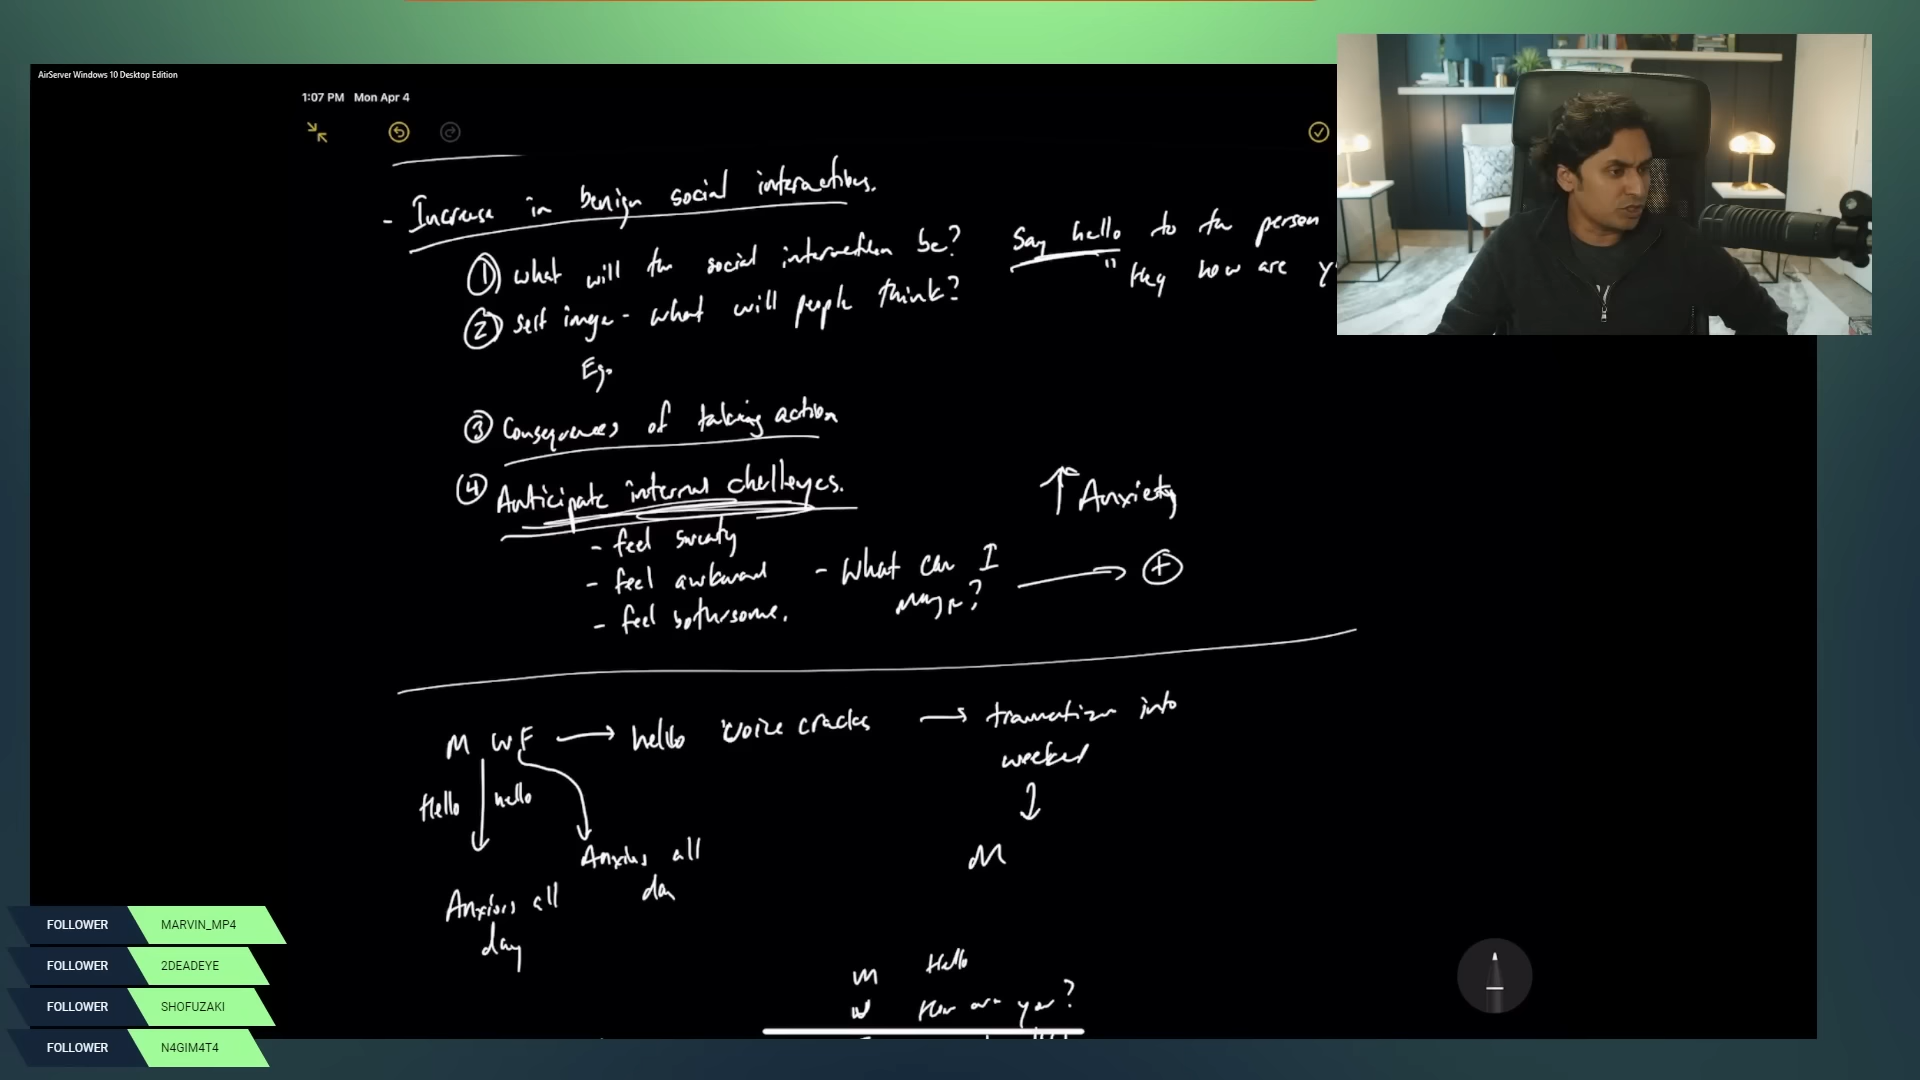 AirServer Windows 10 Desktop Edition
1:07 PM Mon Apr 4
- Increase in benign social interactions.
① What will the social interaction be?
Say hello to the person
"Hey how are y
② Self image - what will people think?
Eg.
③ Consequences of taking action
④ Anticipate internal challenges.
↑ Anxiety
- feel sweaty
- feel awkward
- What can I
→ +
- feel bothersome.
M W F → hello voice cracks → into
Hello hello
Anxious all
day
M
Anxious all
day
M Hello
W How are you?
FOLLOWER MARVIN_MP4
FOLLOWER 2DEADEYE
FOLLOWER SHOFUZAKI
FOLLOWER N4GIM4T4